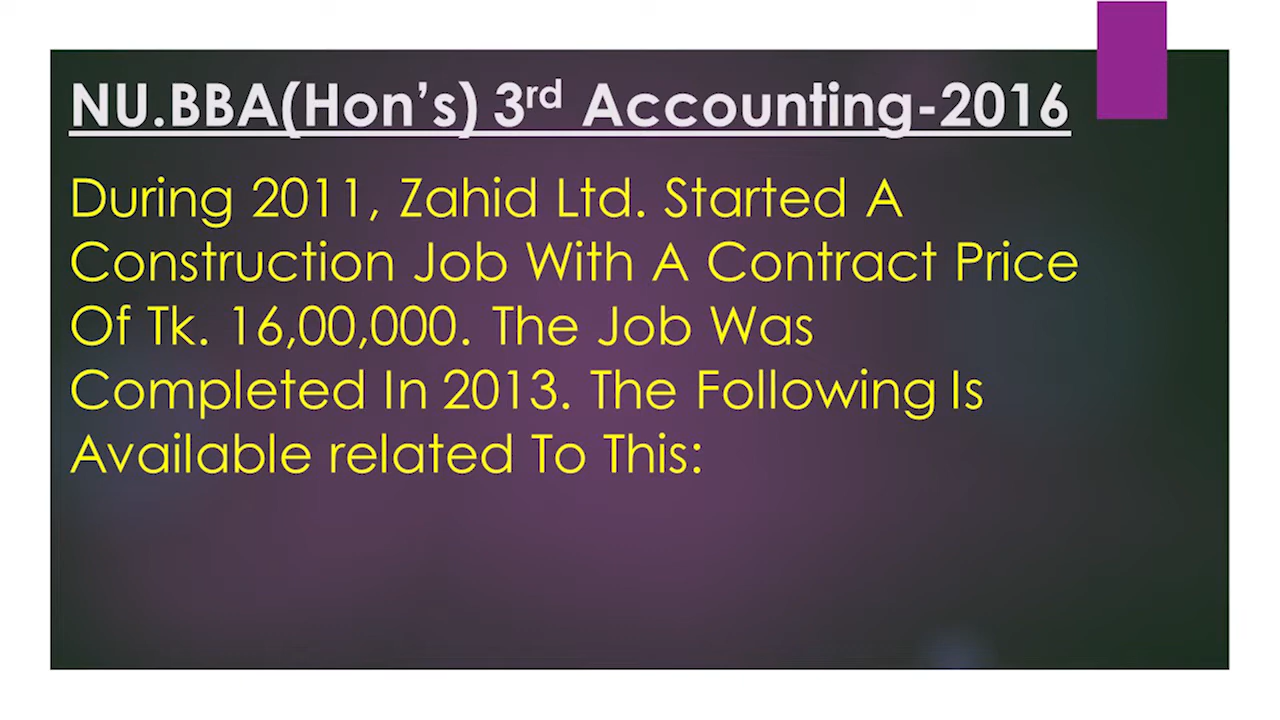 NU.BBA(Hon’s) 3rd Accounting-2016
During 2011, Zahid Ltd. Started A
Construction Job With A Contract Price
Of Tk. 16,00,000. The Job Was
Completed In 2013. The Following Is
Available related To This: